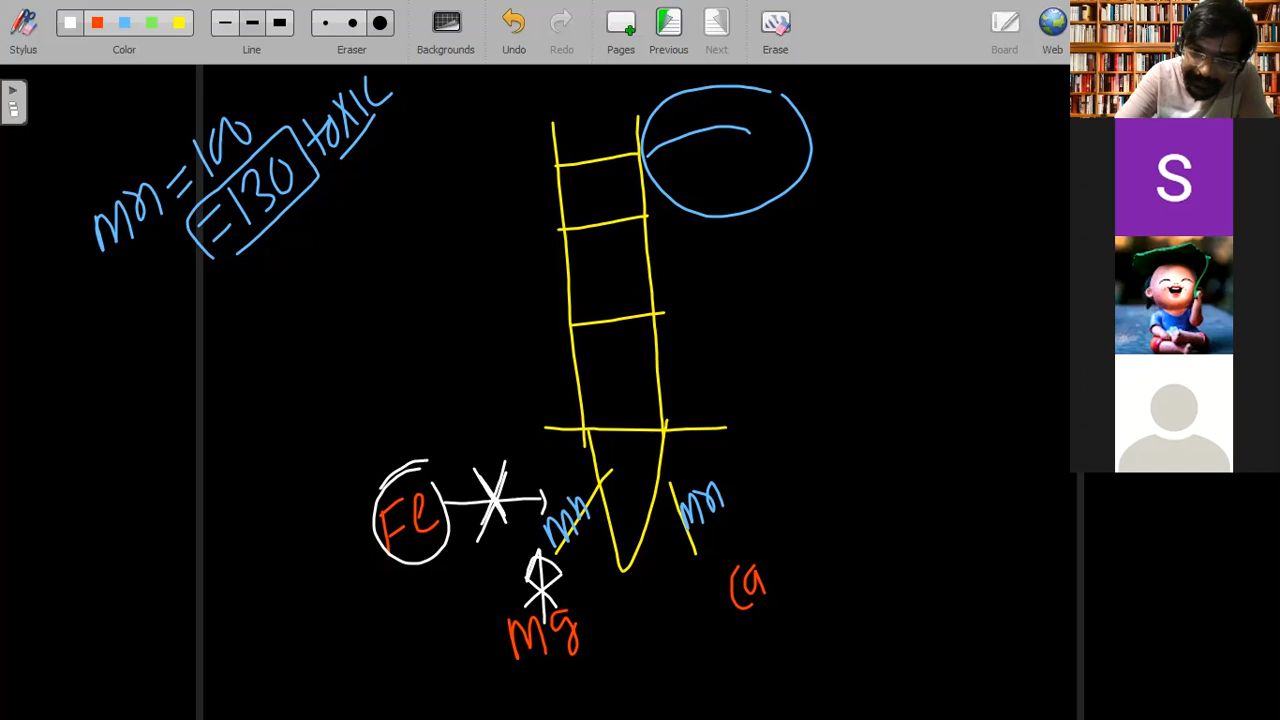 Stylus
Color
Line
Eraser
Backgrounds
Undo
Redo
Pages
Previous
Next
Erase
Board
Web
S
mn = 100
= 130 toxic
Fe
mn
mn
Ca
Mg